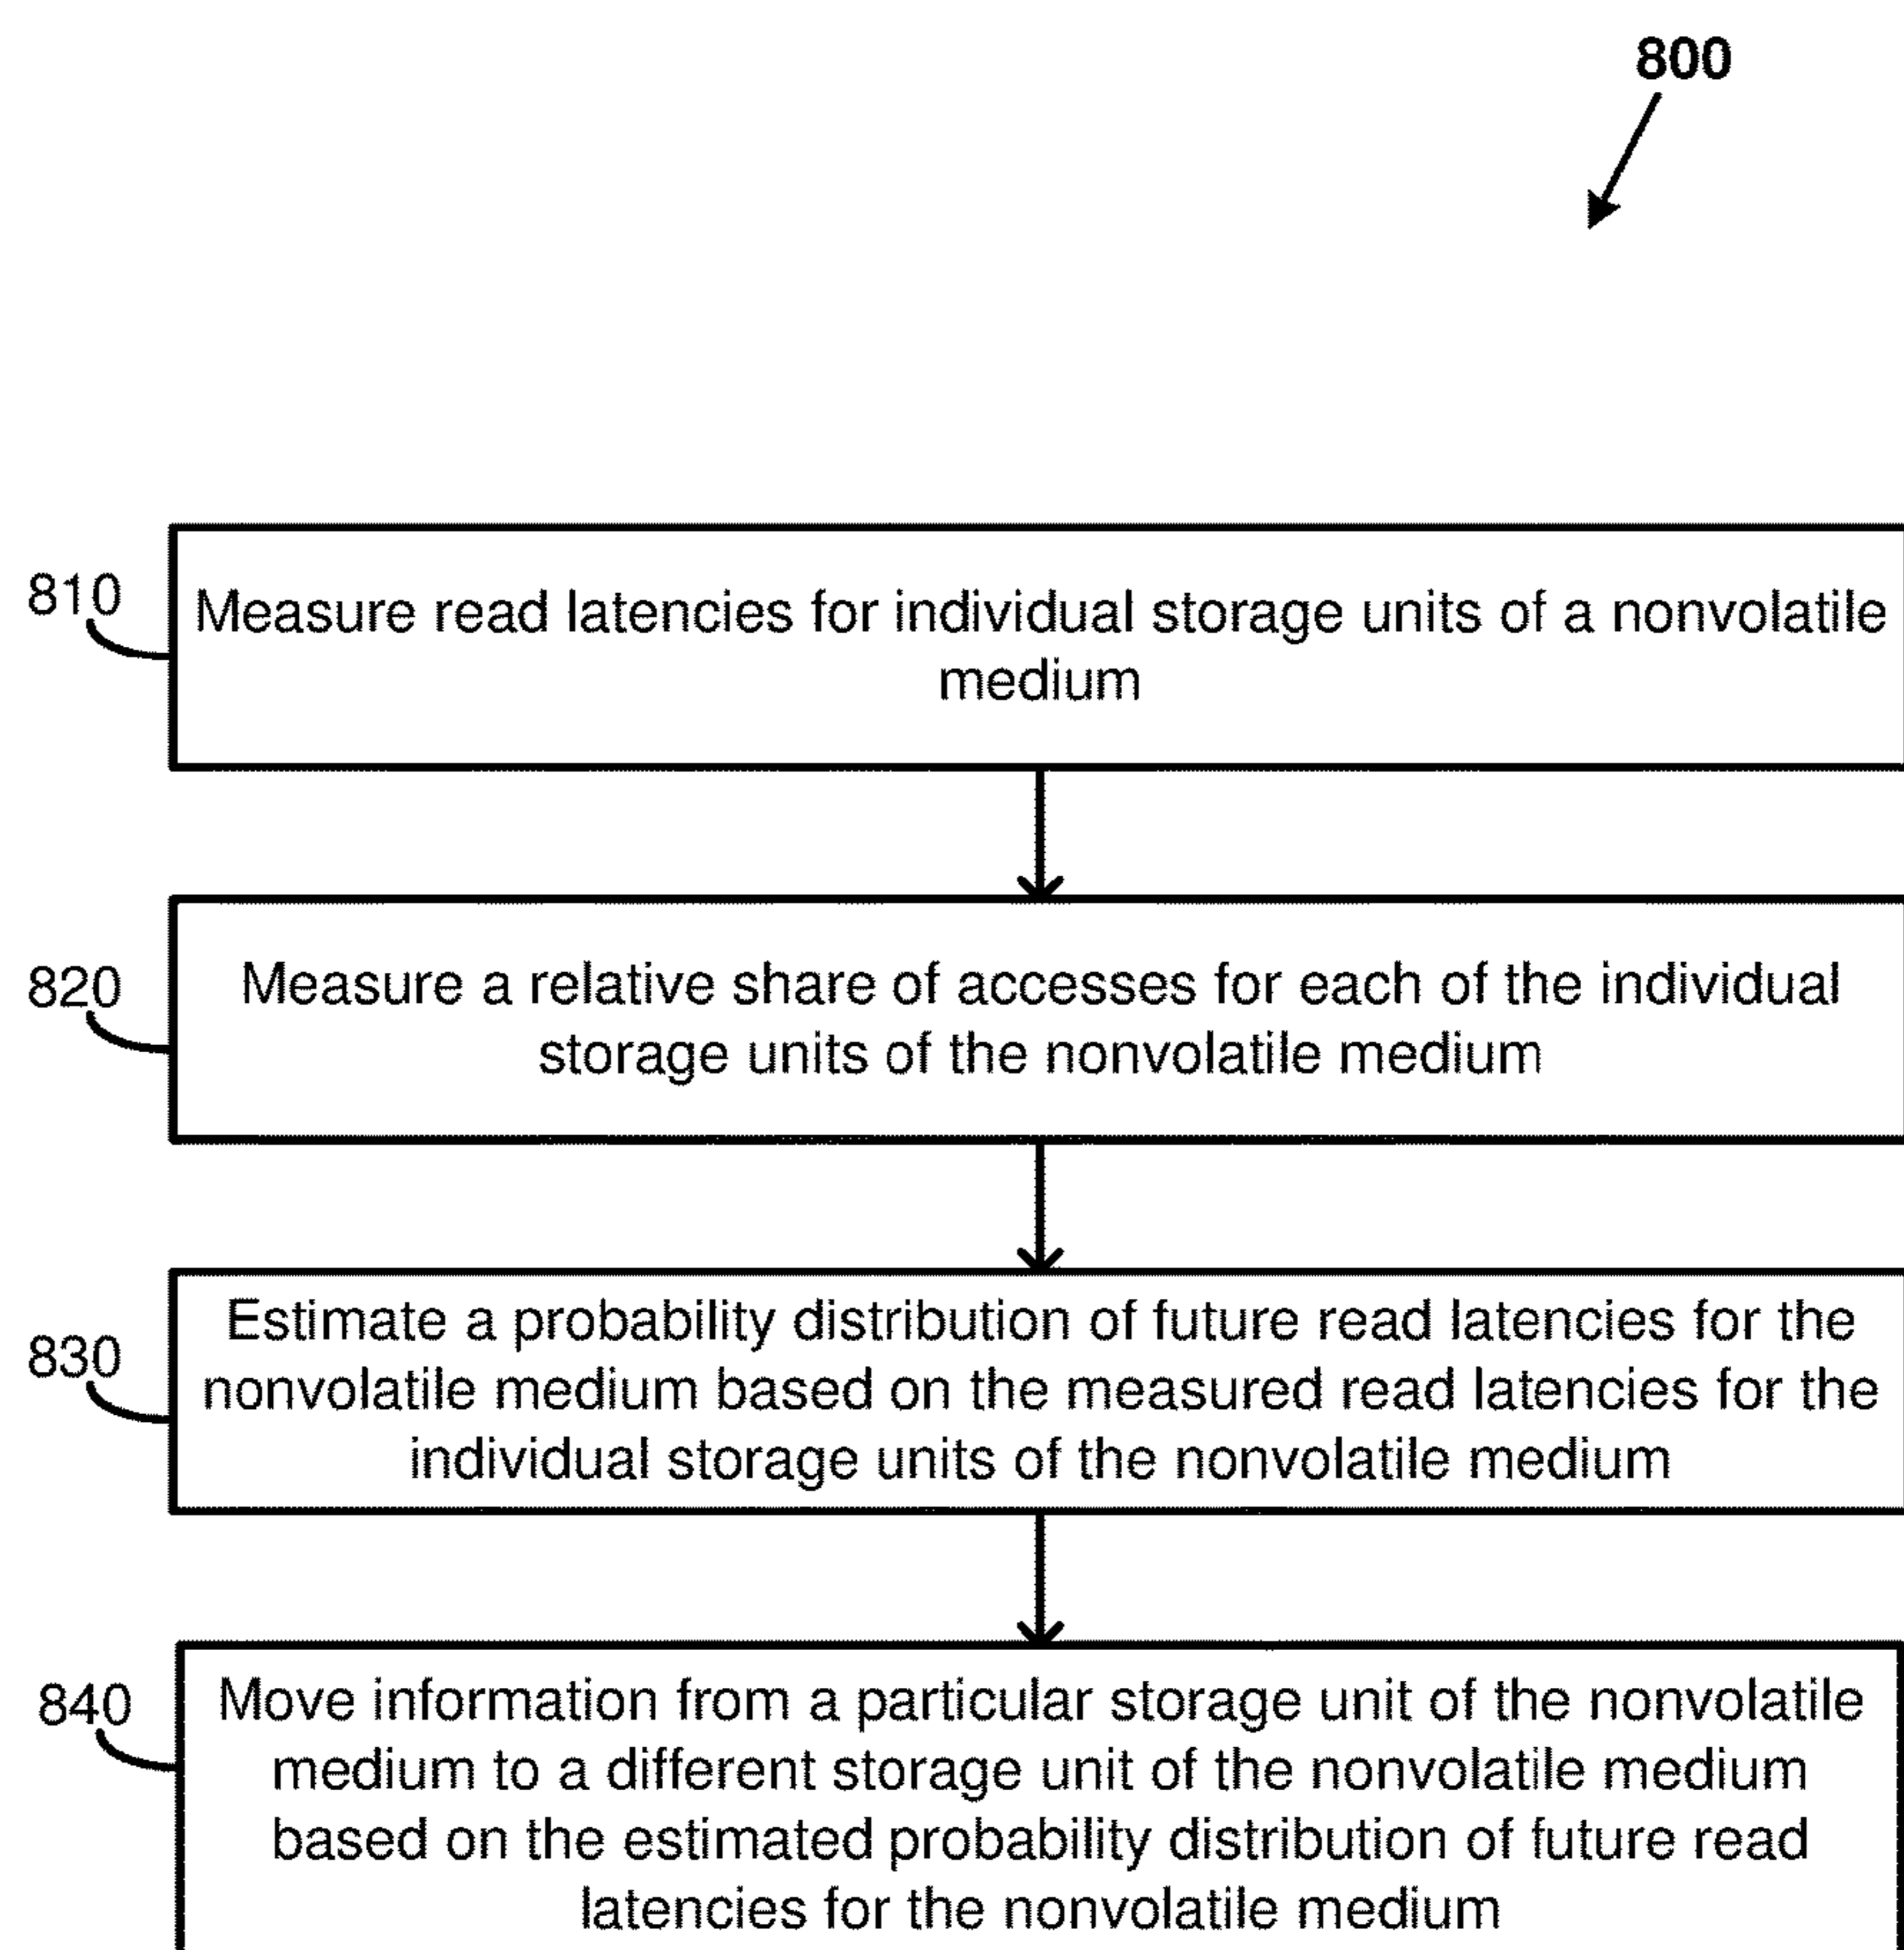 800
810
Measure read latencies for individual storage units of a nonvolatile
medium
820
Measure a relative share of accesses for each of the individual
storage units of the nonvolatile medium
830
Estimate a probability distribution of future read latencies for the
nonvolatile medium based on the measured read latencies for the
individual storage units of the nonvolatile medium
840
Move information from a particular storage unit of the nonvolatile
medium to a different storage unit of the nonvolatile medium
based on the estimated probability distribution of future read
latencies for the nonvolatile medium